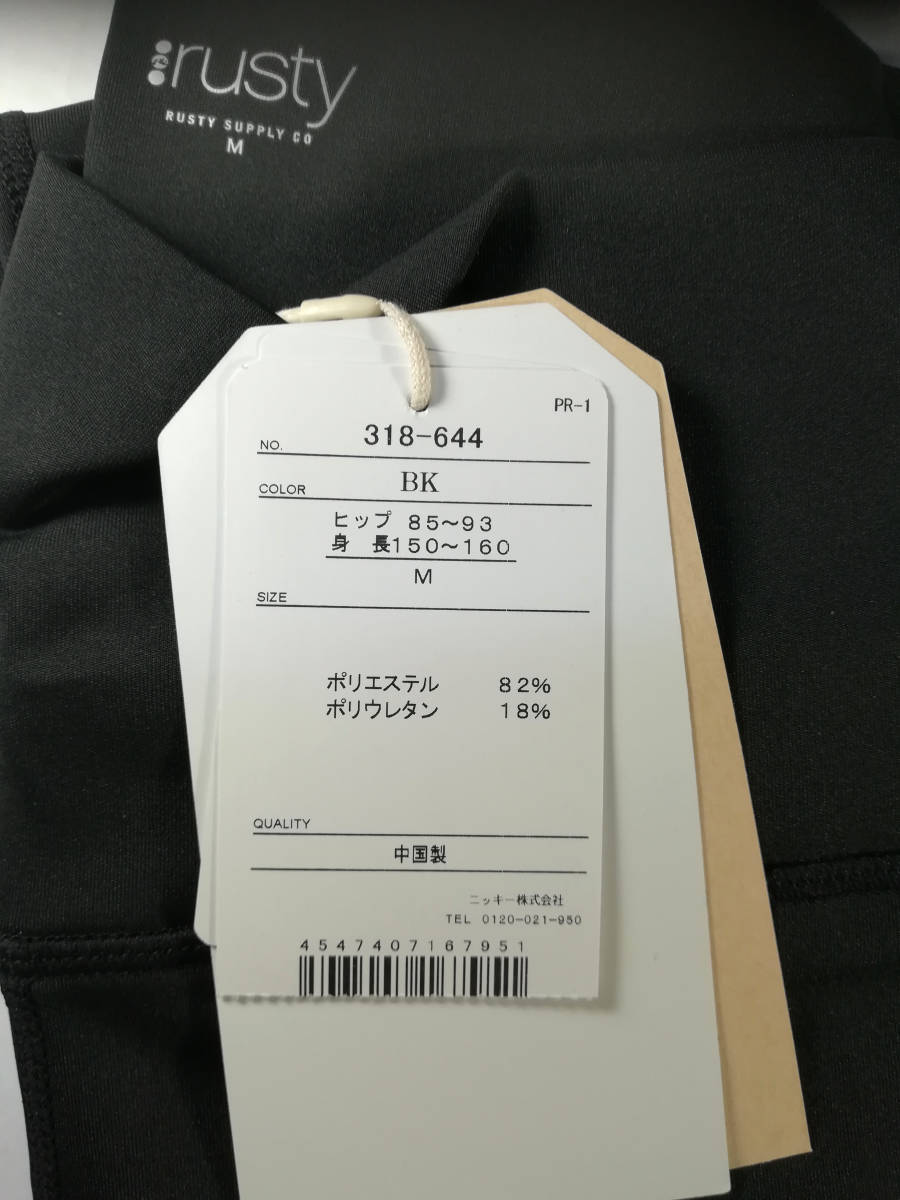 rusty
RUSTY SUPPLY CO
M
PR-1
NO. 318-644
COLOR BK
ヒップ 85〜93
身 長150〜160
M
SIZE
ポリエステル 82%
ポリウレタン 18%
QUALITY
中国製
ニッキー株式会社
TEL 0120-021-950
4547407167951